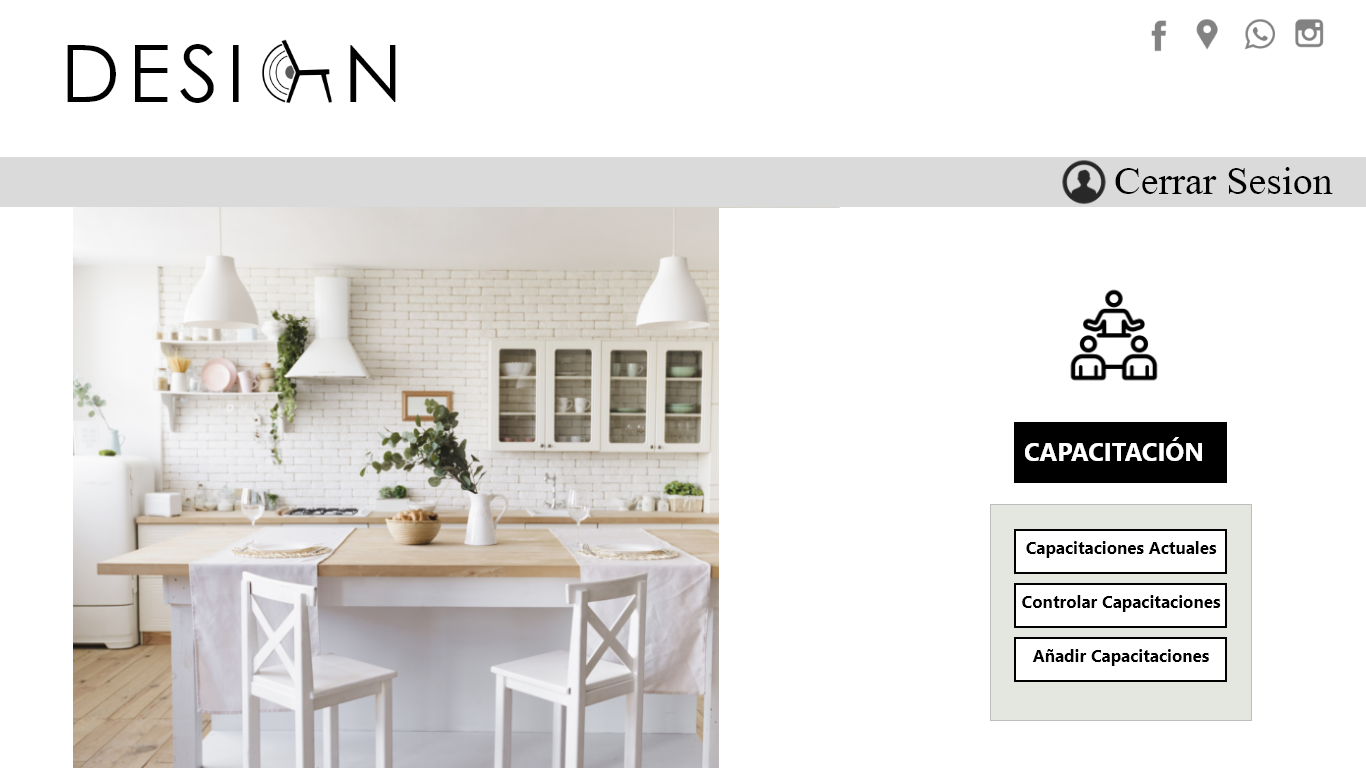 DESIGN
Cerrar Sesion
CAPACITACIÓN
Capacitaciones Actuales
Controlar Capacitaciones
Añadir Capacitaciones